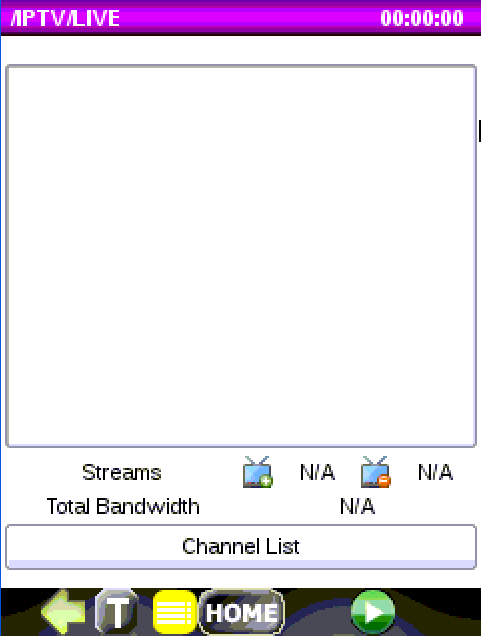 /IPTV/LIVE 00:00:00
Streams N/A N/A
Total Bandwidth N/A
Channel List
T HOME